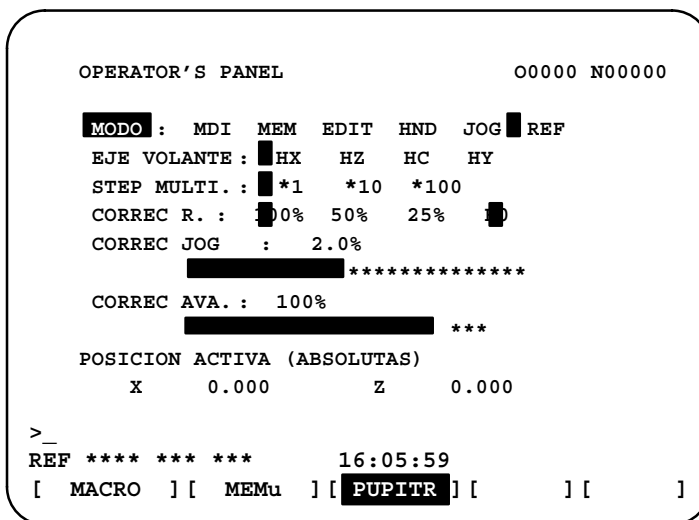 OPERATOR'S PANEL O0000 N00000
MODO : MDI MEM EDIT HND JOG REF
EJE VOLANTE : HX HZ HC HY
STEP MULTI. : *1 *10 *100
CORREC R. : 100% 50% 25%
CORREC JOG : 2.0%
**************
CORREC AVA. : 100%
***
POSICION ACTIVA (ABSOLUTAS)
X 0.000 Z 0.000
>_
REF **** *** *** 16:05:59
[ MACRO ] [ MEMu ] [ PUPITR ] [ ] [ ]